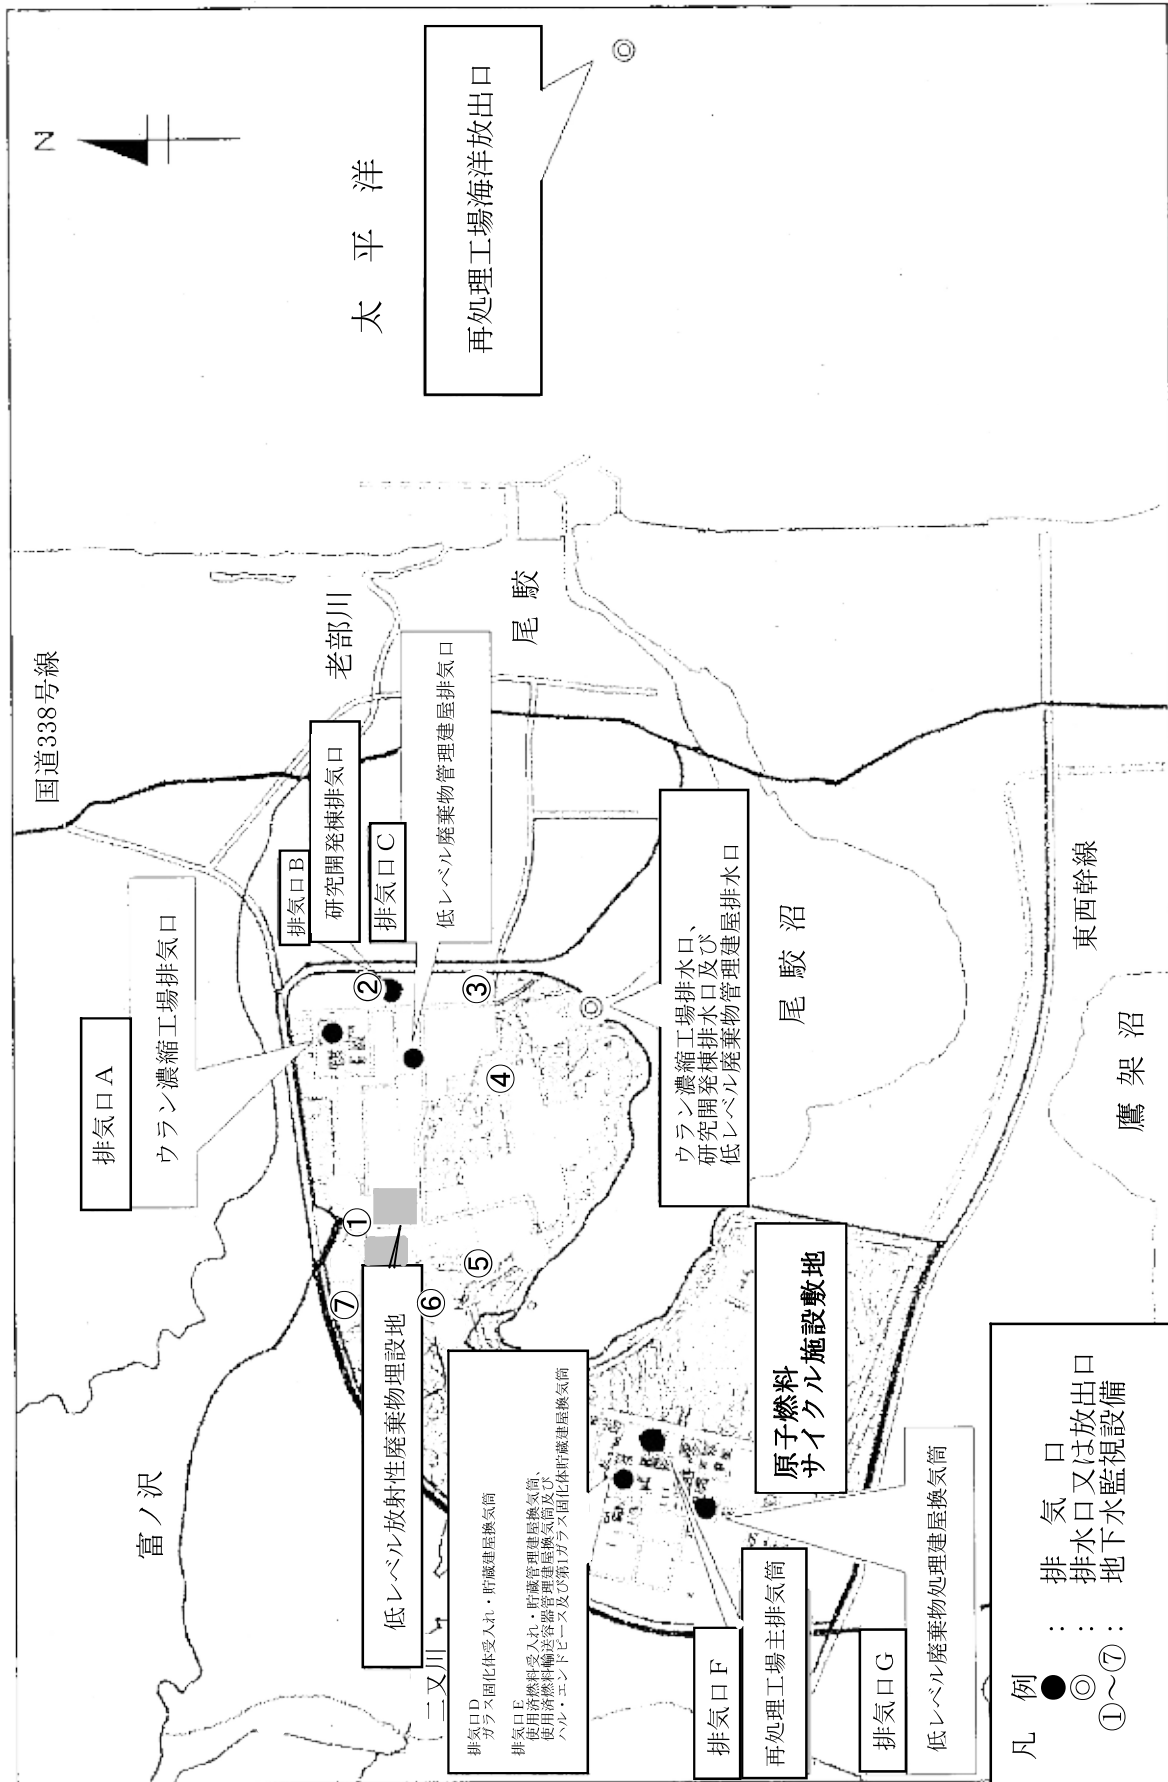 N
国道338号線
太平洋
再処理工場海洋放出口
老部川
尾駮
富ノ沢
排気口A
ウラン濃縮工場排気口
排気口B
研究開発棟排気口
排気口C
低レベル廃棄物管理建屋排気口
①
②
③
④
⑤
⑥
⑦
低レベル放射性廃棄物埋設地
二又川
排気口D
ガラス固化体受入れ・貯蔵建屋換気筒
排気口E
使用済燃料受入れ・貯蔵管理建屋換気筒、
使用済燃料輸送容器管理建屋換気筒及び
ハル・エンドピース及び第1ガラス固化体貯蔵建屋換気筒
ウラン濃縮工場排水口、
研究開発棟排水口及び
低レベル廃棄物管理建屋排水口
尾駮沼
原子燃料
サイクル施設敷地
排気口F
再処理工場主排気筒
排気口G
低レベル廃棄物処理建屋換気筒
東西幹線
鷹架沼
凡例
● : 排気口
◎ : 排水口又は放出口
①～⑦ : 地下水監視設備